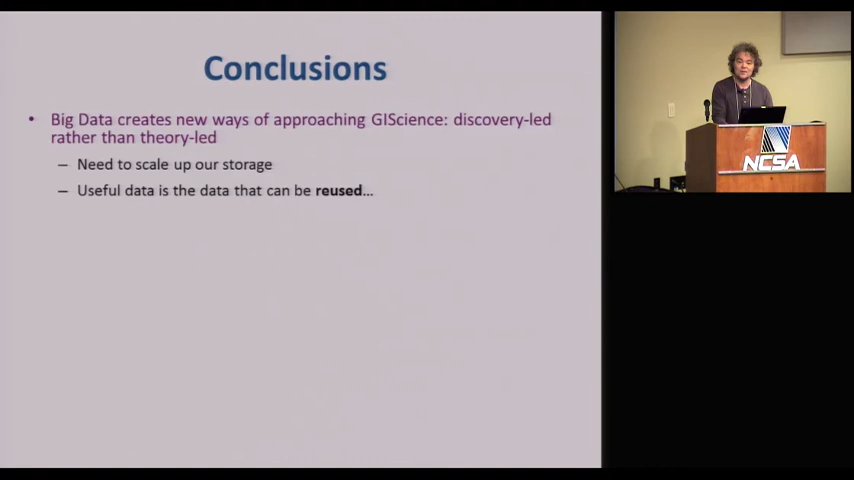 Conclusions
• Big Data creates new ways of approaching GIScience: discovery-led
rather than theory-led
– Need to scale up our storage
– Useful data is the data that can be reused…
NCSA